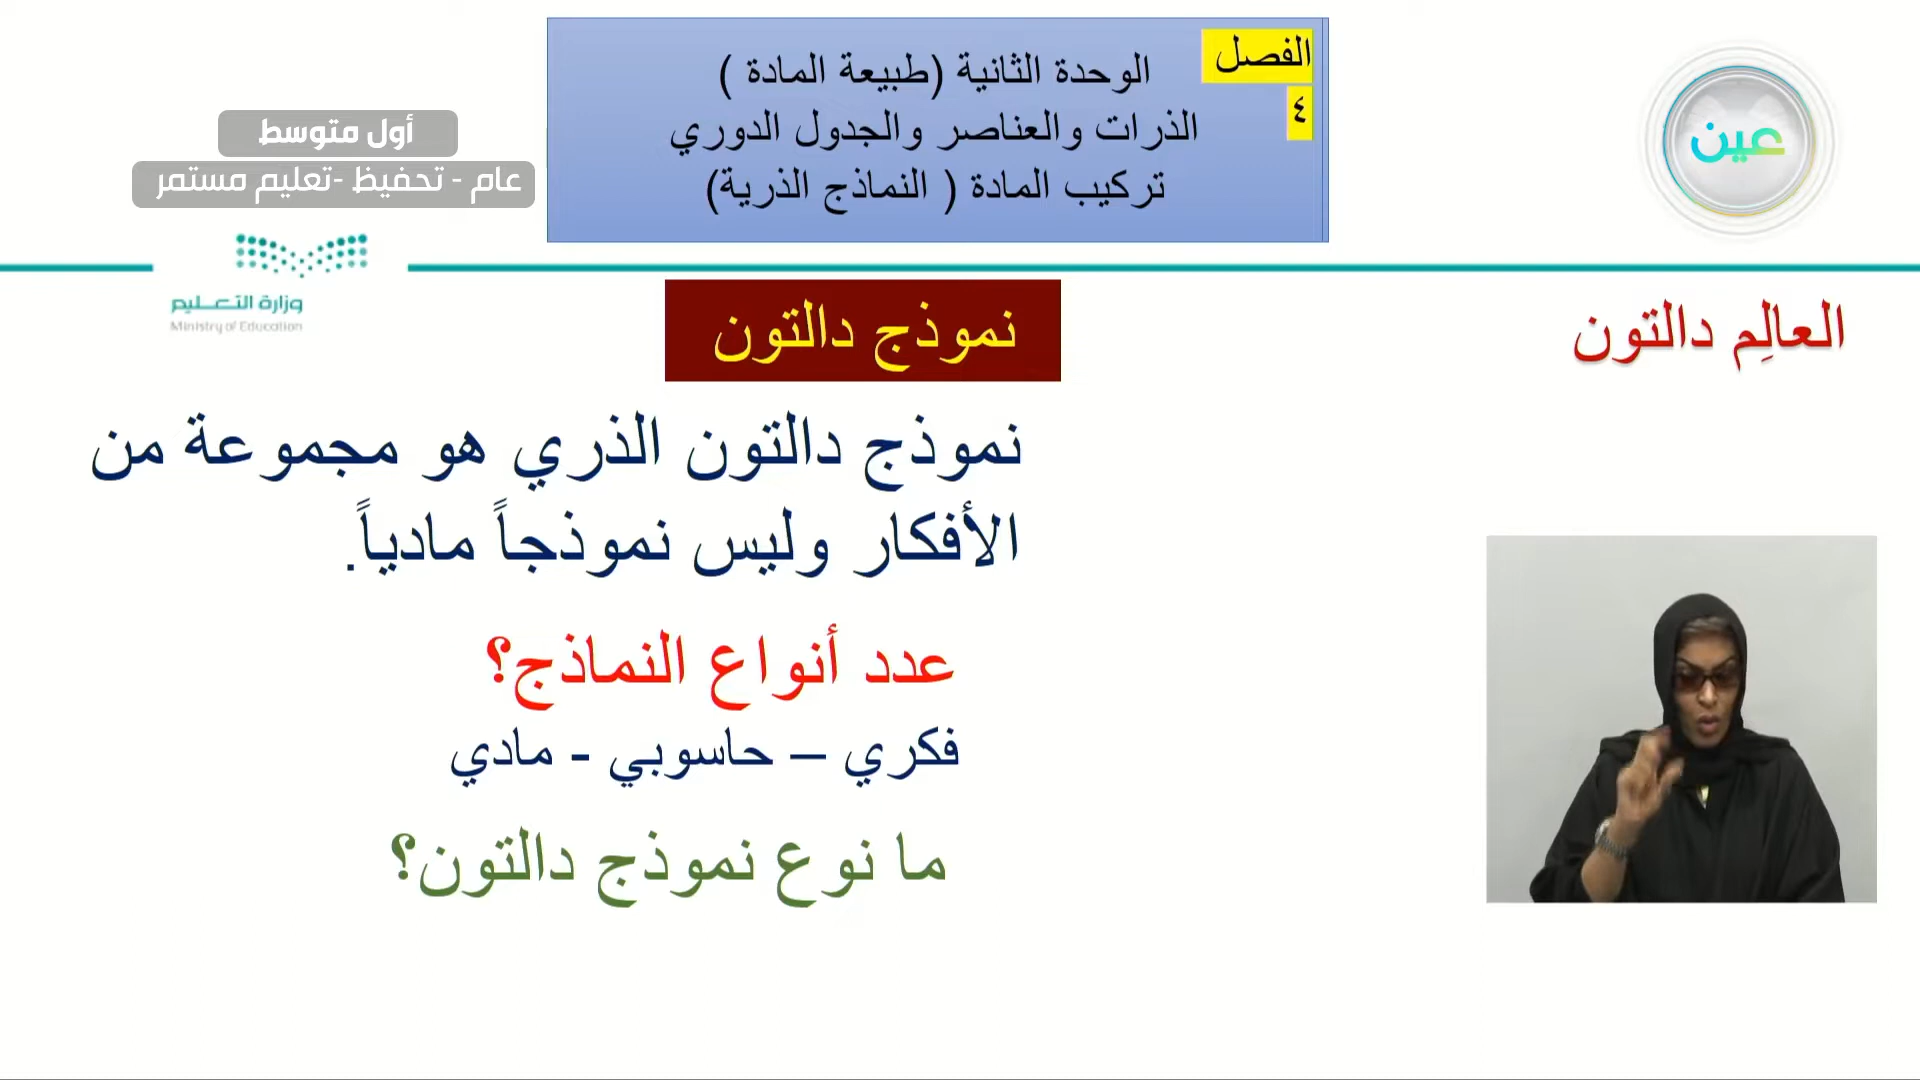 الفصل
٤
الوحدة الثانية (طبيعة المادة )
الذرات والعناصر والجدول الدوري
تركيب المادة ( النماذج الذرية)
عين
أول متوسط
عام - تحفيظ -تعليم مستمر
وزارة التعليم
Ministry of Education
العالِم دالتون
نموذج دالتون
نموذج دالتون الذري هو مجموعة من
الأفكار وليس نموذجاً مادياً.
عدد أنواع النماذج؟
فكري – حاسوبي - مادي
ما نوع نموذج دالتون؟